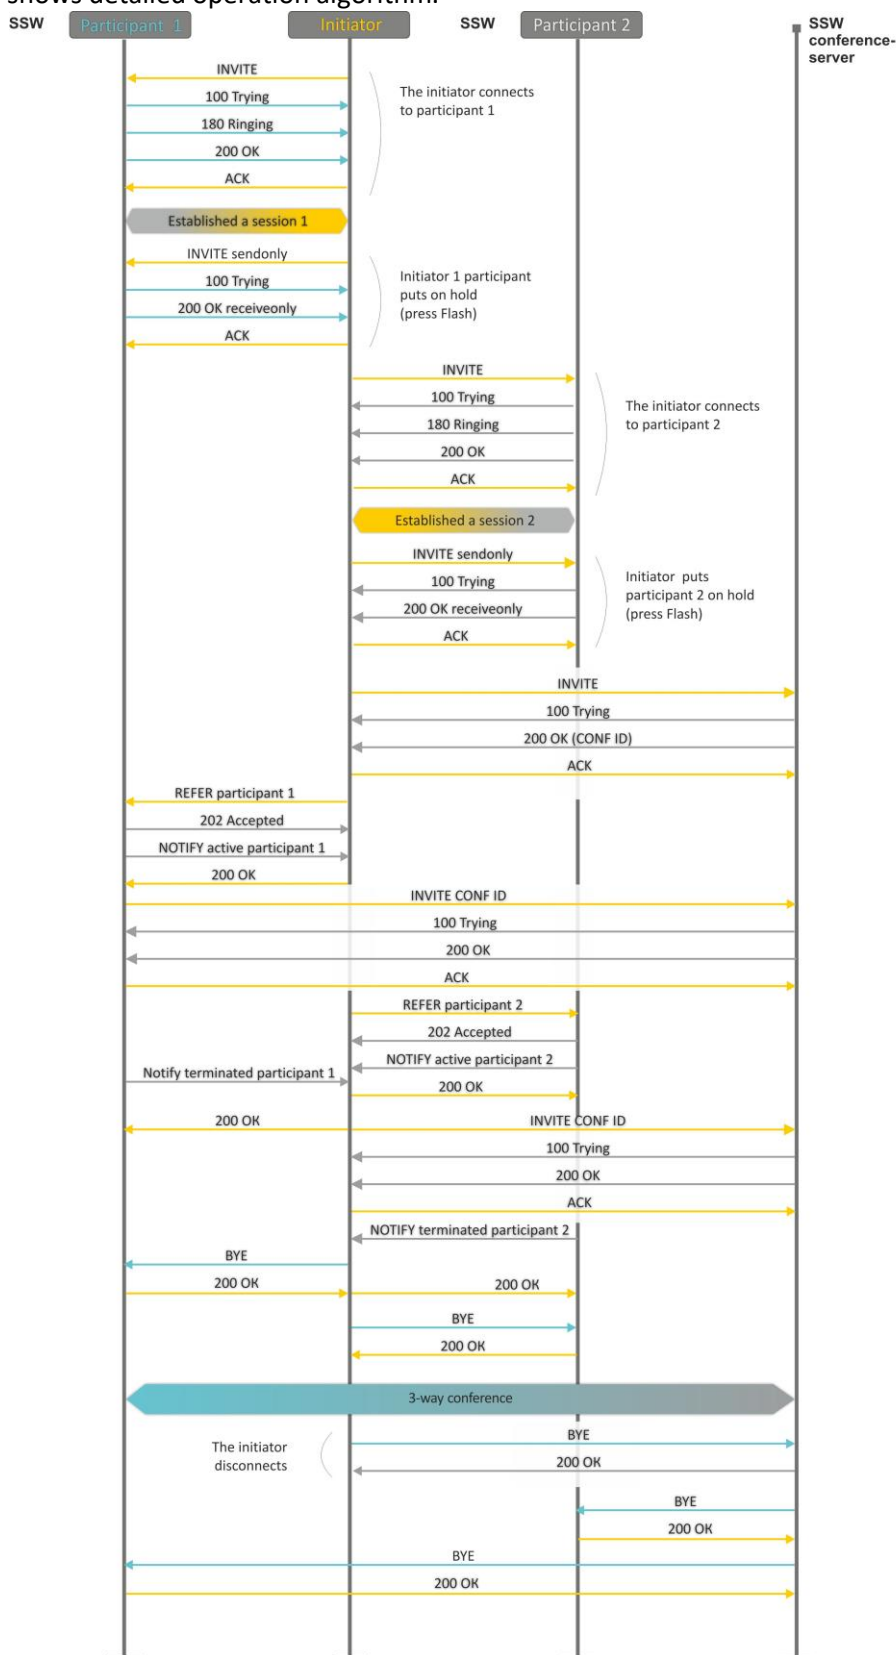 shows detailed operation algorithm.
SSW
Participant 1
Initiator
SSW
Participant 2
SSW
conference-
server
INVITE
100 Trying
180 Ringing
200 OK
ACK
The initiator connects
to participant 1
Established a session 1
INVITE sendonly
100 Trying
200 OK receiveonly
ACK
Initiator 1 participant
puts on hold
(press Flash)
INVITE
100 Trying
180 Ringing
200 OK
ACK
The initiator connects
to participant 2
Established a session 2
INVITE sendonly
100 Trying
200 OK receiveonly
ACK
Initiator puts
participant 2 on hold
(press Flash)
INVITE
100 Trying
200 OK (CONF ID)
ACK
REFER participant 1
202 Accepted
NOTIFY active participant 1
200 OK
INVITE CONF ID
100 Trying
200 OK
ACK
REFER participant 2
202 Accepted
NOTIFY active participant 2
Notify terminated participant 1
200 OK
200 OK
INVITE CONF ID
100 Trying
200 OK
ACK
NOTIFY terminated participant 2
BYE
200 OK
200 OK
BYE
200 OK
3-way conference
The initiator
disconnects
BYE
200 OK
BYE
200 OK
BYE
200 OK